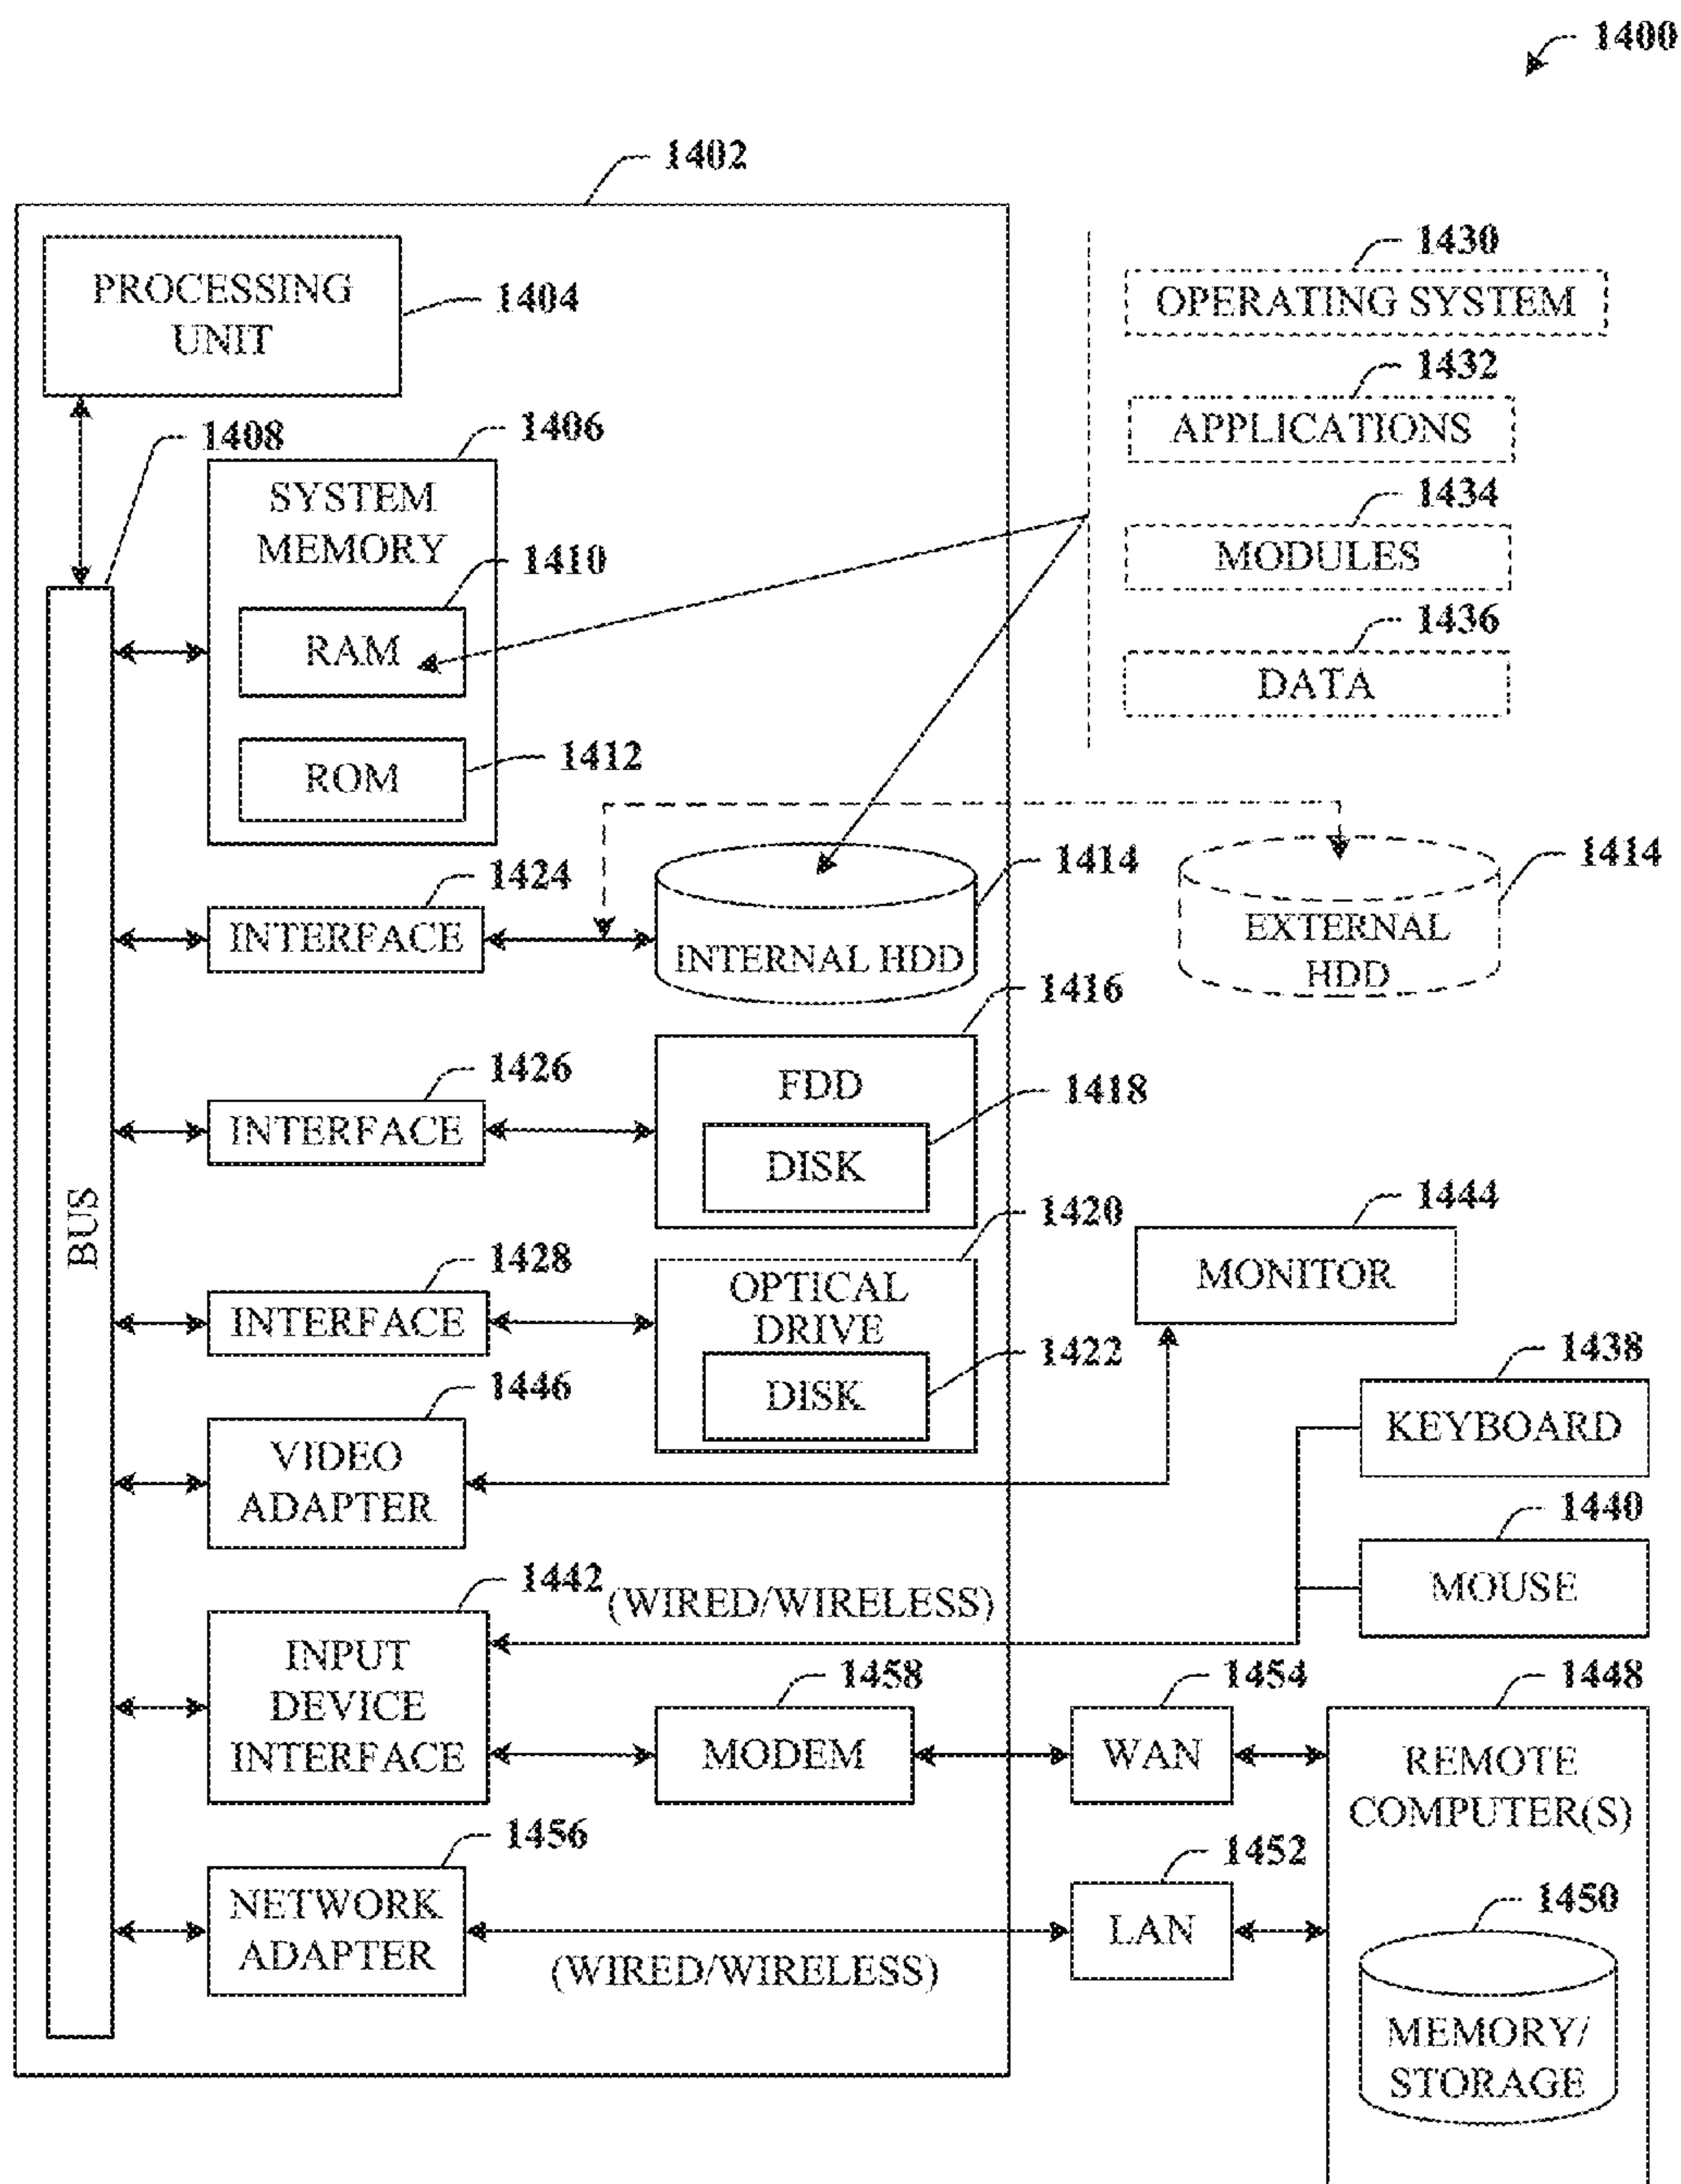 1400
1402
PROCESSING
UNIT
1404
1430
OPERATING SYSTEM
1432
APPLICATIONS
1434
MODULES
1436
DATA
1408
1406
SYSTEM
MEMORY
1410
RAM
1412
ROM
1424
INTERFACE
1414
INTERNAL HDD
1414
EXTERNAL
HDD
1416
1426
INTERFACE
FDD
1418
DISK
BUS
1420
1428
INTERFACE
OPTICAL
DRIVE
1422
DISK
1444
MONITOR
1446
VIDEO
ADAPTER
1438
KEYBOARD
1440
MOUSE
1442
(WIRED/WIRELESS)
INPUT
DEVICE
INTERFACE
1458
MODEM
1454
WAN
1448
REMOTE
COMPUTER(S)
1456
NETWORK
ADAPTER
(WIRED/WIRELESS)
1452
LAN
1450
MEMORY/
STORAGE